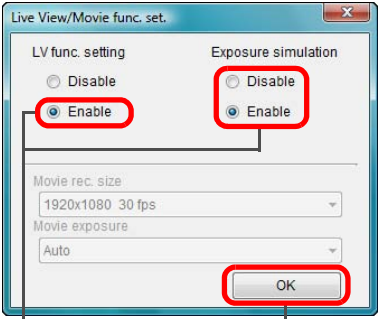 Live View/Movie func. set.
LV func. setting
Exposure simulation
Disable
Disable
Enable
Enable
Movie rec. size
1920x1080 30 fps
Movie exposure
Auto
OK